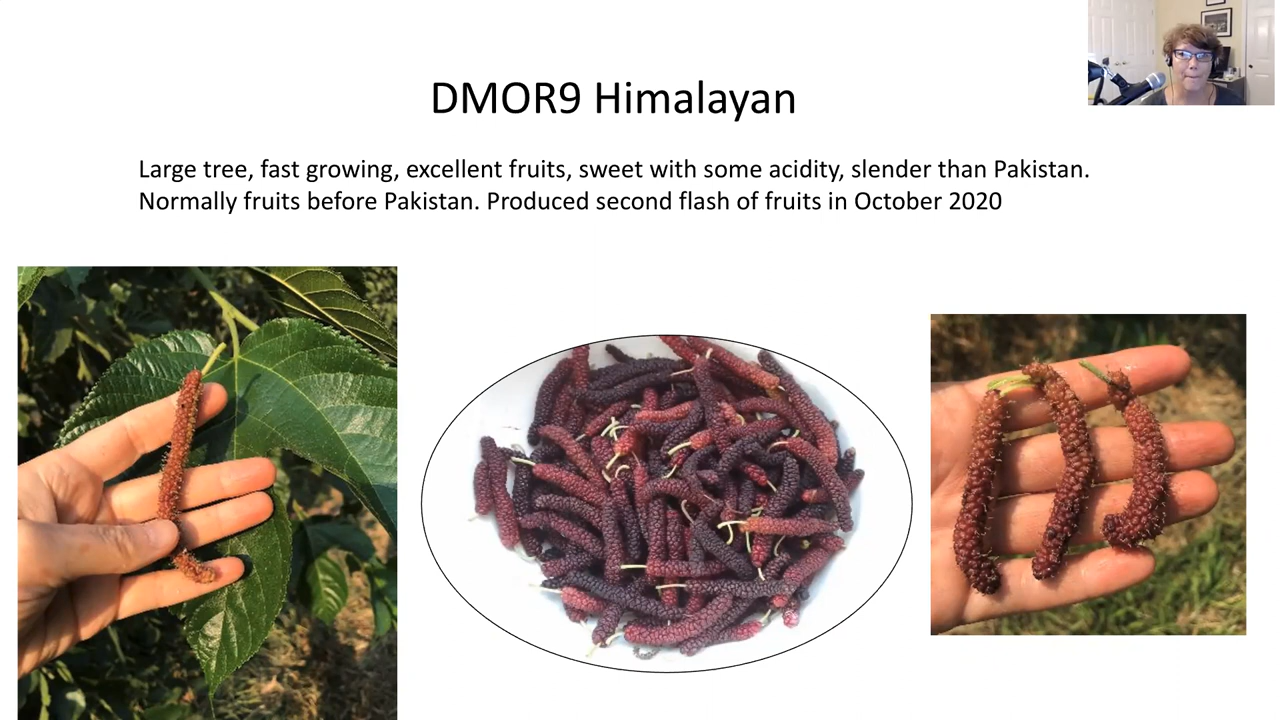 DMOR9 Himalayan
Large tree, fast growing, excellent fruits, sweet with some acidity, slender than Pakistan.
Normally fruits before Pakistan. Produced second flash of fruits in October 2020